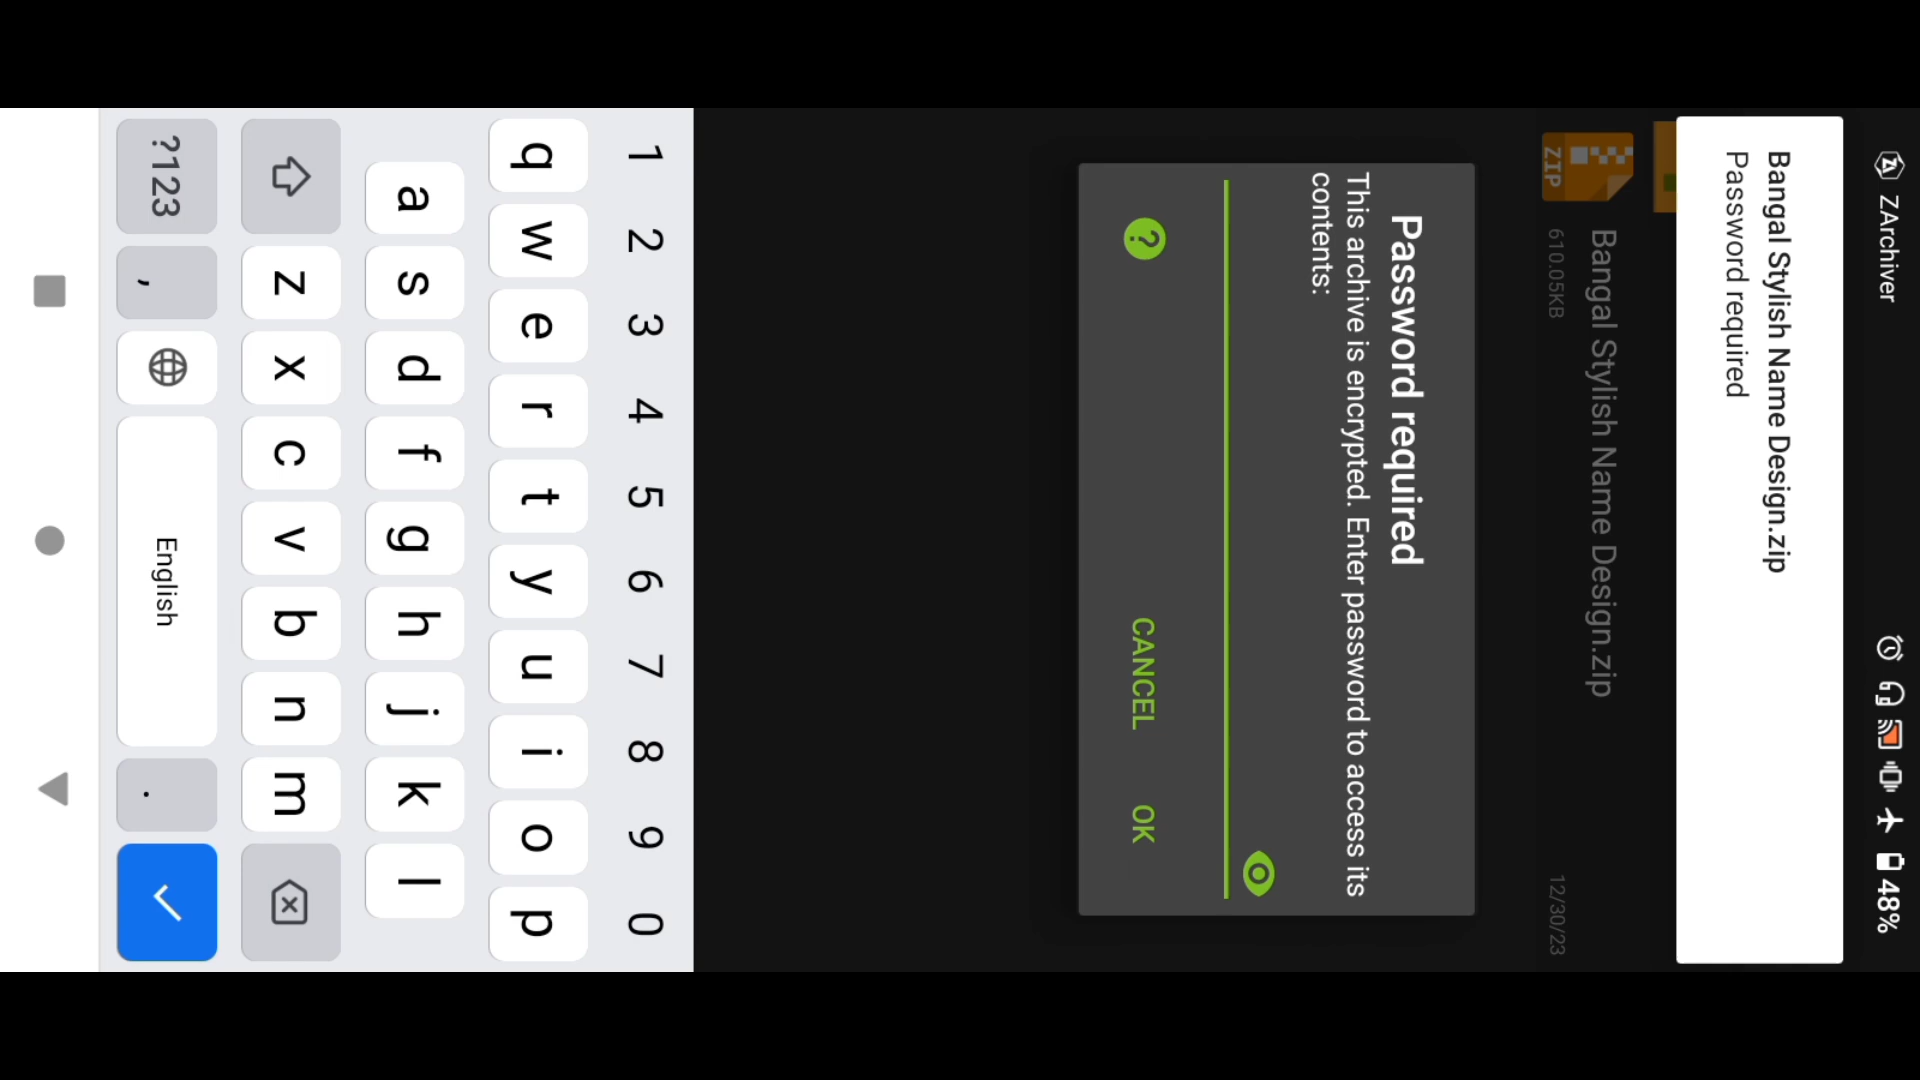 ZArchiver 48%
Bangal Stylish Name Design.zip
Password required
Bangal Stylish Name Design.zip
ZIP
610.05KB 12/30/23
Password required
This archive is encrypted. Enter password to access its
contents:
CANCEL OK
1 2 3 4 5 6 7 8 9 0
q w e r t y u i o p
a s d f g h j k l
z x c v b n m
?123 , English .